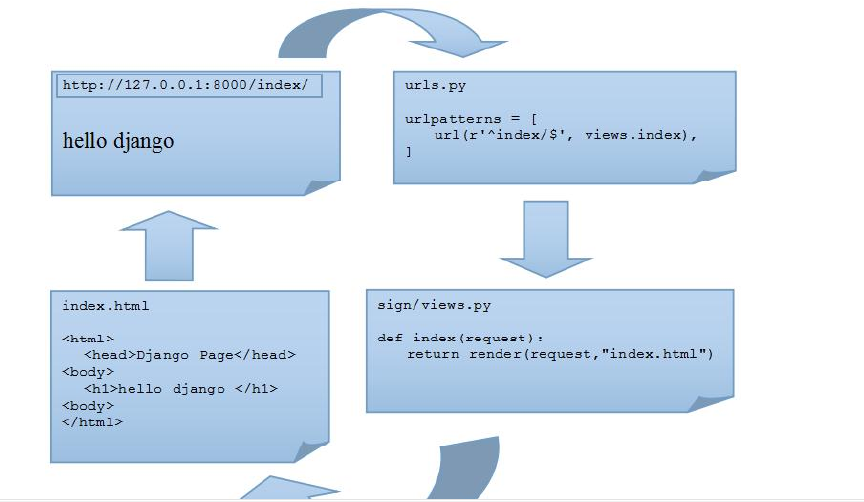 http://127.0.0.1:8000/index/
hello django
urls.py
urlpatterns = [
url(r'^index/$', views.index),
]
sign/views.py
def index(request):
return render(request,"index.html")
index.html
<html>
<head>Django Page</head>
<body>
<h1>hello django </h1>
<body>
</html>